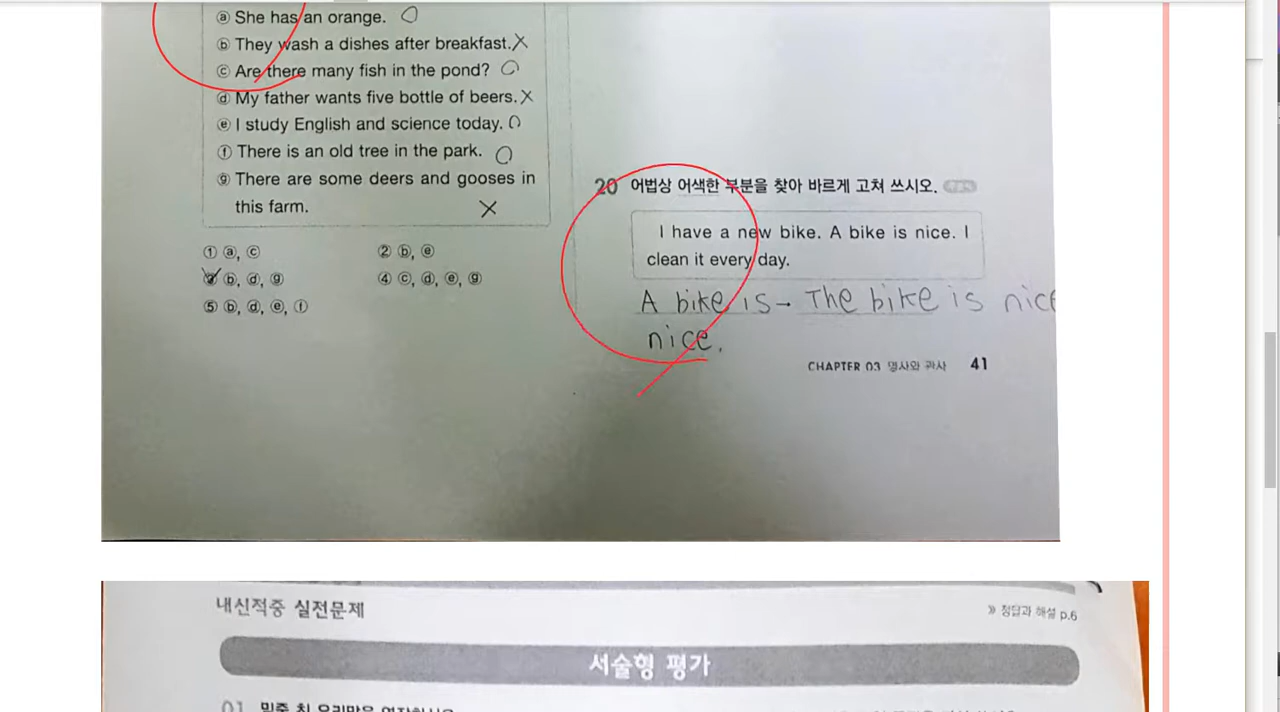 ⓐ She has an orange. O
ⓑ They wash a dishes after breakfast. X
ⓒ Are there many fish in the pond? O
ⓓ My father wants five bottle of beers. X
ⓔ I study English and science today. O
ⓕ There is an old tree in the park. O
ⓖ There are some deers and gooses in
this farm. X
① ⓐ, ⓒ ② ⓑ, ⓔ
③ ⓑ, ⓓ, ⓖ ④ ⓒ, ⓓ, ⓔ, ⓖ
⑤ ⓑ, ⓓ, ⓔ, ⓕ
20 어법상 어색한 부분을 찾아 바르게 고쳐 쓰시오.
I have a new bike. A bike is nice. I
clean it every day.
A bike is → The bike is nice
nice.
CHAPTER 03 명사와 관사 41
내신적중 실전문제
» 정답과 해설 p.6
서술형 평가
01